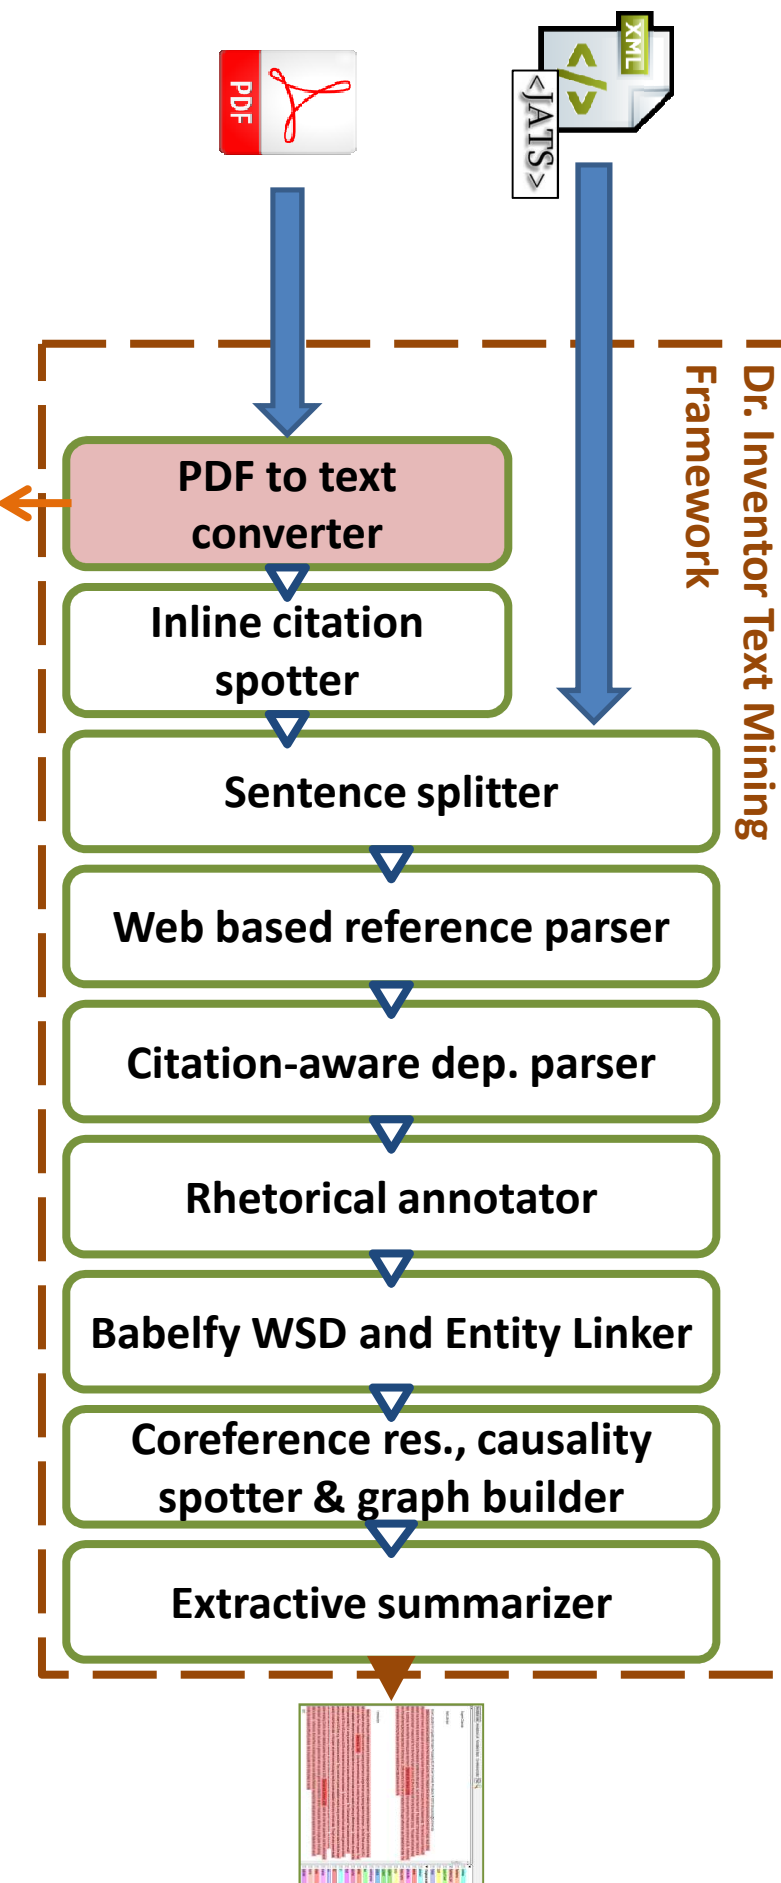 PDF
XML
</>
<JATS>
Dr. Inventor Text Mining
Framework
PDF to text
converter
Inline citation
spotter
Sentence splitter
Web based reference parser
Citation-aware dep. parser
Rhetorical annotator
Babelfy WSD and Entity Linker
Coreference res., causality
spotter & graph builder
Extractive summarizer